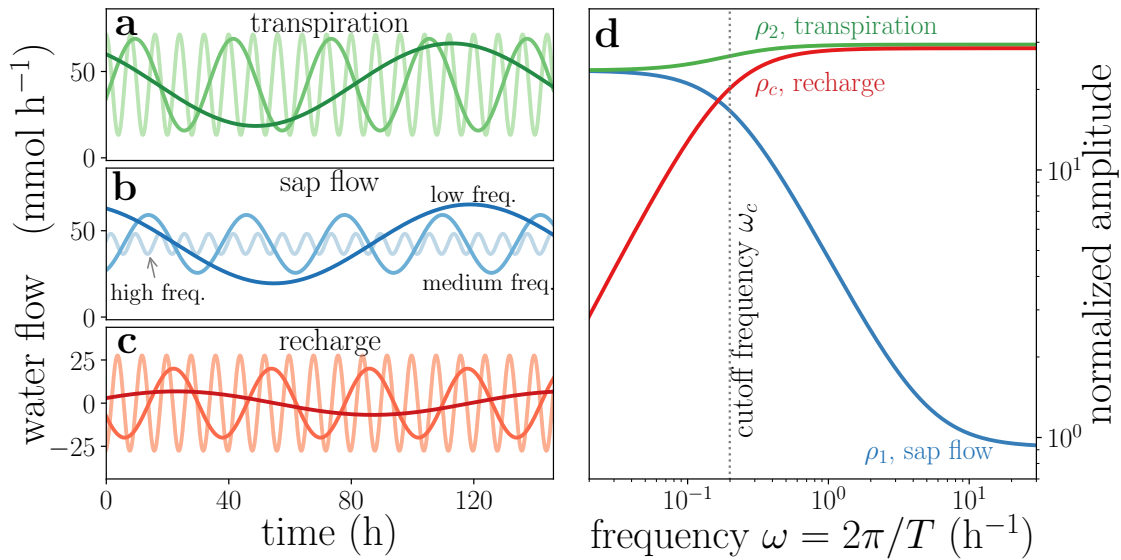 water flow (mmol h⁻¹)
a
transpiration
50
0
b
sap flow
low freq.
50
high freq.
medium freq.
0
c
recharge
25
0
−25
0
40
80
120
time (h)
d
ρ₂, transpiration
ρ_c, recharge
cutoff frequency ω_c
ρ₁, sap flow
10¹
10⁰
normalized amplitude
10⁻¹
10⁰
10¹
frequency ω = 2π/T (h⁻¹)